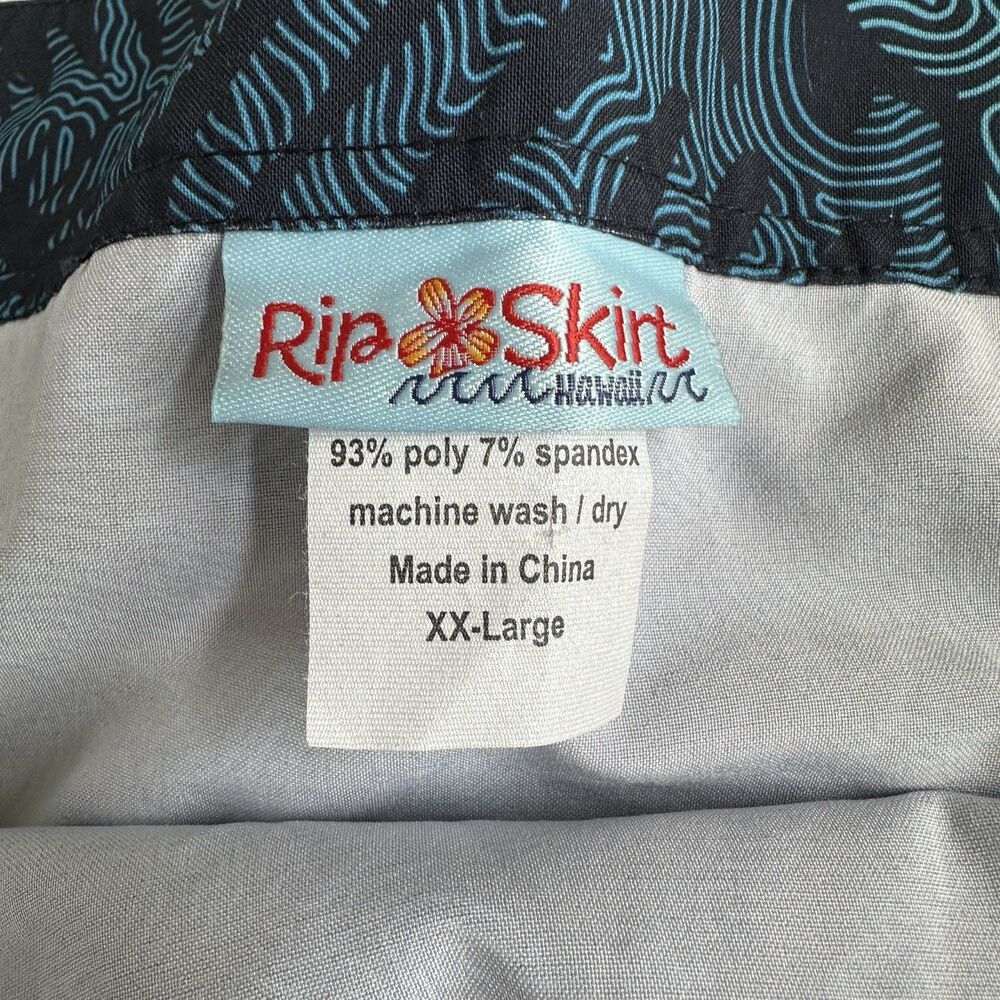 Rip Skirt
HAWAII
93% poly 7% spandex
machine wash / dry
Made in China
XX-Large